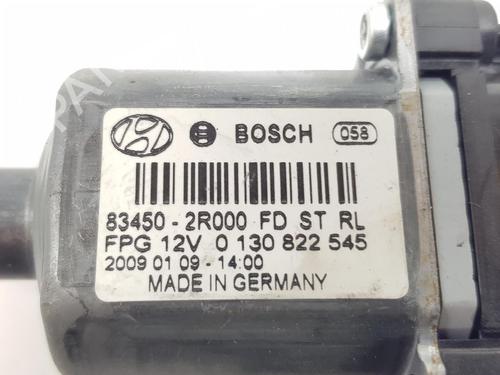 BOSCH 058
83450-2R000 FD ST RL
FPG 12V 0 130 822 545
2009 01 09-14:00
MADE IN GERMANY